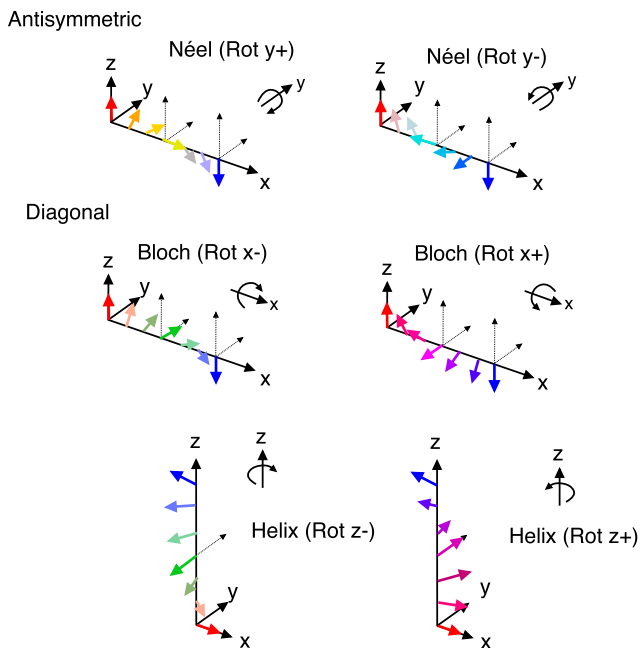 Antisymmetric
Néel (Rot y+)
Néel (Rot y-)
z
y
y
x
z
y
y
x
Diagonal
Bloch (Rot x-)
Bloch (Rot x+)
z
y
x
x
z
y
x
x
z
z
Helix (Rot z-)
y
x
z
z
Helix (Rot z+)
y
x